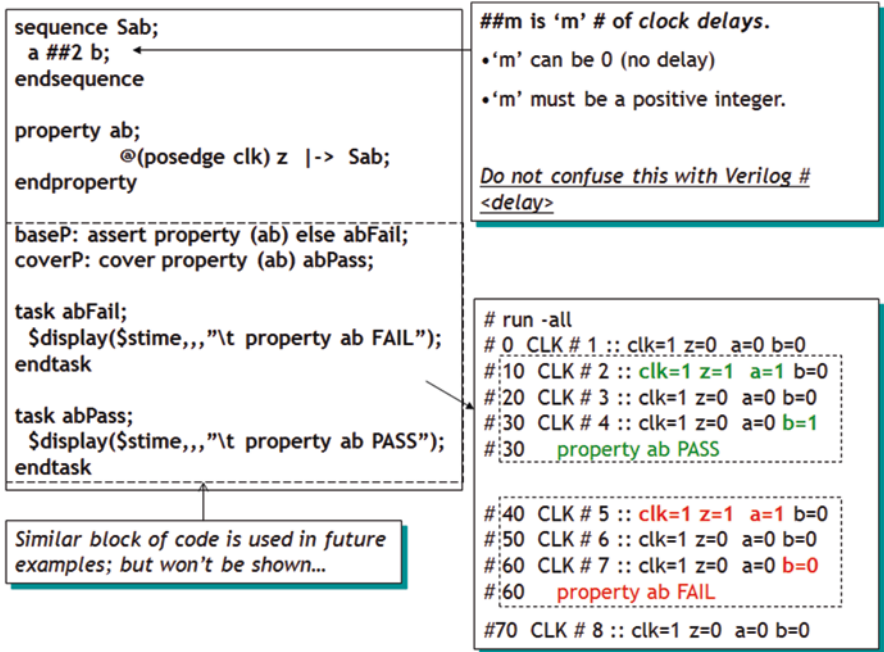 sequence Sab;
a ##2 b;
endsequence
property ab;
@(posedge clk) z |-> Sab;
endproperty
baseP: assert property (ab) else abFail;
coverP: cover property (ab) abPass;
task abFail;
$display($stime,,,”\t property ab FAIL”);
endtask
task abPass;
$display($stime,,,”\t property ab PASS”);
endtask
Similar block of code is used in future
examples; but won’t be shown…
##m is ‘m’ # of clock delays.
•‘m’ can be 0 (no delay)
•‘m’ must be a positive integer.
Do not confuse this with Verilog #
<delay>
# run -all
# 0 CLK # 1 :: clk=1 z=0 a=0 b=0
# 10 CLK # 2 :: clk=1 z=1 a=1 b=0
# 20 CLK # 3 :: clk=1 z=0 a=0 b=0
# 30 CLK # 4 :: clk=1 z=0 a=0 b=1
# 30 property ab PASS
# 40 CLK # 5 :: clk=1 z=1 a=1 b=0
# 50 CLK # 6 :: clk=1 z=0 a=0 b=0
# 60 CLK # 7 :: clk=1 z=0 a=0 b=0
# 60 property ab FAIL
#70 CLK # 8 :: clk=1 z=0 a=0 b=0